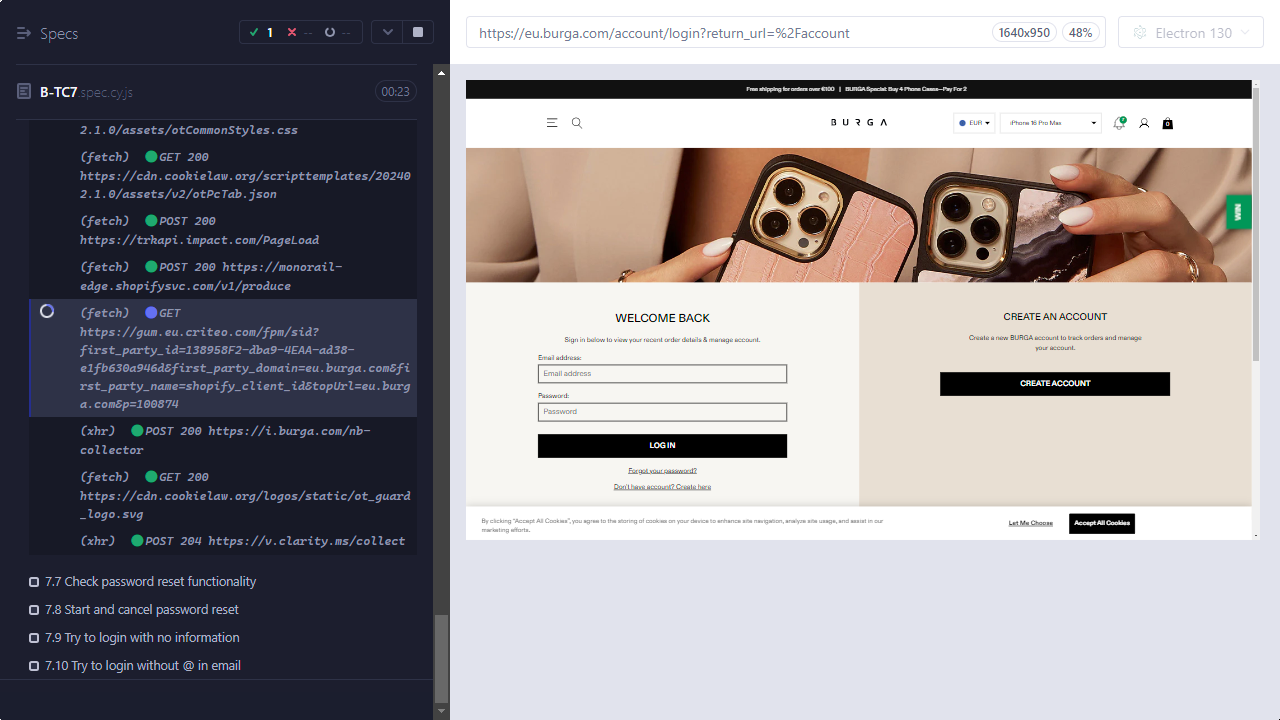 Specs
1
--
--
B-TC7.spec.cy.js
00:23
2.1.0/assets/otCommonStyles.css
(fetch) GET 200
https://cdn.cookielaw.org/scripttemplates/20240
2.1.0/assets/v2/otPcTab.json
(fetch) POST 200
https://trkapi.impact.com/PageLoad
(fetch) POST 200 https://monorail-
edge.shopifysvc.com/v1/produce
(fetch) GET
https://gum.eu.criteo.com/fpm/sid?
first_party_id=138958F2-dba9-4EAA-ad38-
e1fb630a946d&first_party_domain=eu.burga.com&fi
rst_party_name=shopify_client_id&topUrl=eu.burg
a.com&p=100874
(xhr) POST 200 https://i.burga.com/nb-
collector
(fetch) GET 200
https://cdn.cookielaw.org/logos/static/ot_guard
_logo.svg
(xhr) POST 204 https://v.clarity.ms/collect
7.7 Check password reset functionality
7.8 Start and cancel password reset
7.9 Try to login with no information
7.10 Try to login without @ in email
https://eu.burga.com/account/login?return_url=%2Faccount
1640x950
48%
Electron 130
Free shipping for orders over €100 | BURGA Special: Buy 4 Phone Cases—Pay For 2
BURGA
EUR
iPhone 16 Pro Max
0
WIN
WELCOME BACK
Sign in below to view your recent order details & manage account.
Email address:
Email address
Password:
Password
LOG IN
Forgot your password?
Don't have account? Create here
CREATE AN ACCOUNT
Create a new BURGA account to track orders and manage
your account.
CREATE ACCOUNT
By clicking "Accept All Cookies", you agree to the storing of cookies on your device to enhance site navigation, analyze site usage, and assist in our
marketing efforts.
Let Me Choose
Accept All Cookies